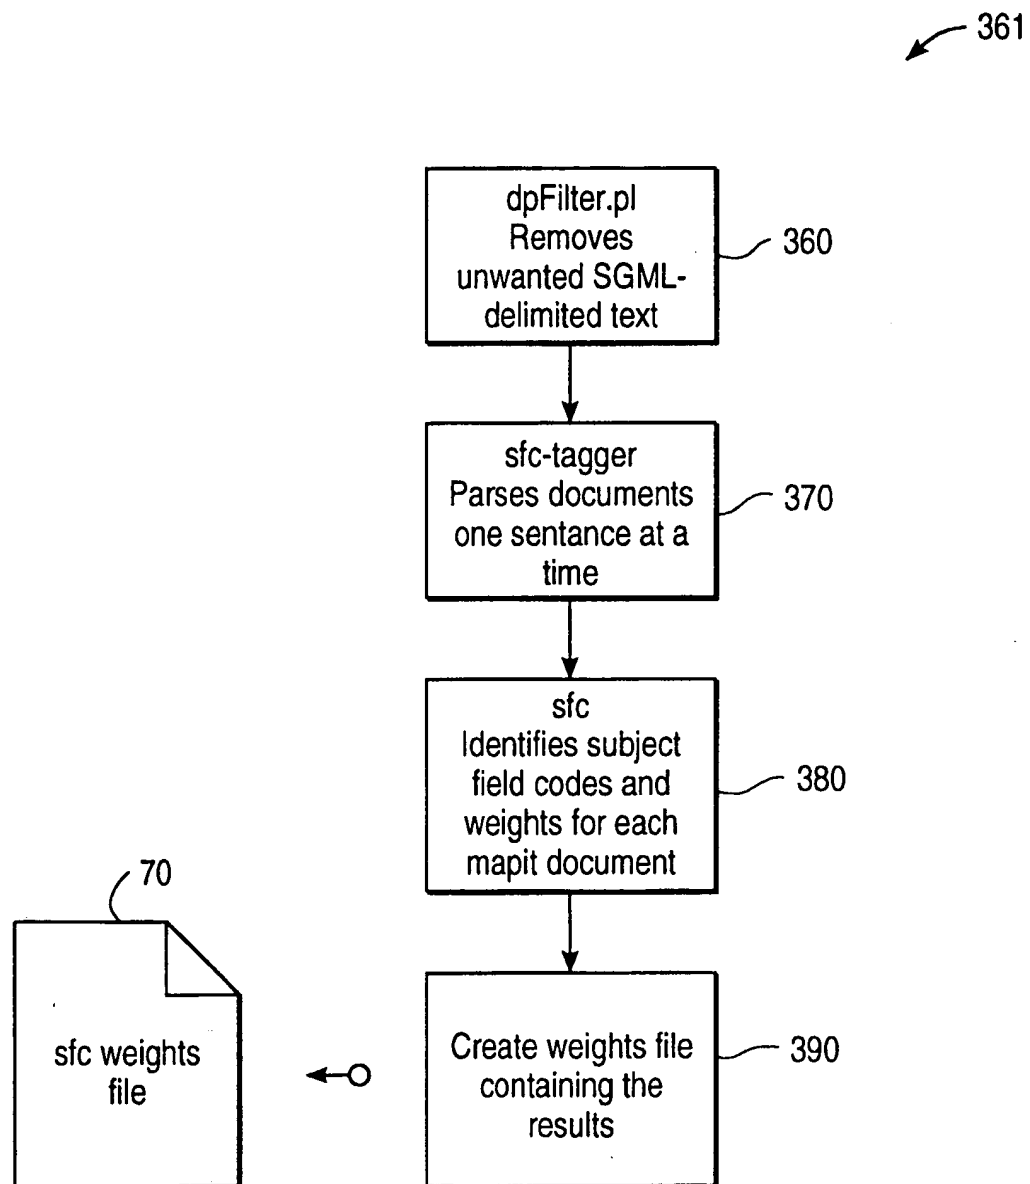 361
dpFilter.pl
Removes
unwanted SGML-
delimited text
360
sfc-tagger
Parses documents
one sentance at a
time
370
sfc
Identifies subject
field codes and
weights for each
mapit document
380
70
sfc weights
file
Create weights file
containing the
results
390